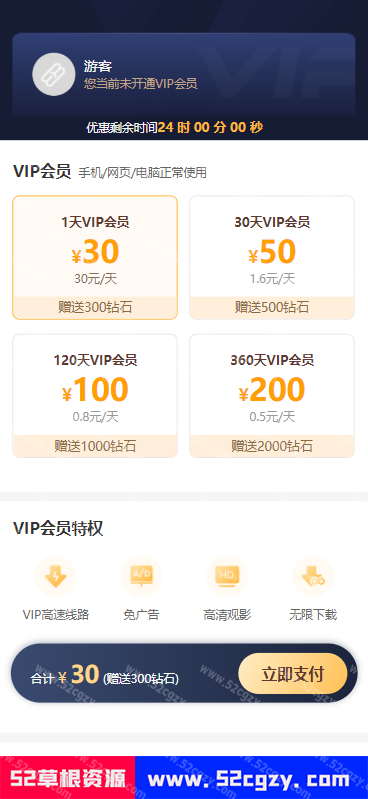 VIP
游客
您当前未开通VIP会员
优惠剩余时间24 时 00 分 00 秒
VIP会员 手机/网页/电脑正常使用
1天VIP会员
¥30
30元/天
赠送300钻石
30天VIP会员
¥50
1.6元/天
赠送500钻石
120天VIP会员
¥100
0.8元/天
赠送1000钻石
360天VIP会员
¥200
0.5元/天
赠送2000钻石
VIP会员特权
A/D
HD
VIP高速线路
免广告
高清观影
无限下载
合计 ¥ 30 (赠送300钻石)
立即支付
www.52cgzy.com
www.52cgzy.com
www.52cgzy.com
52草根资源 www.52cgzy.com